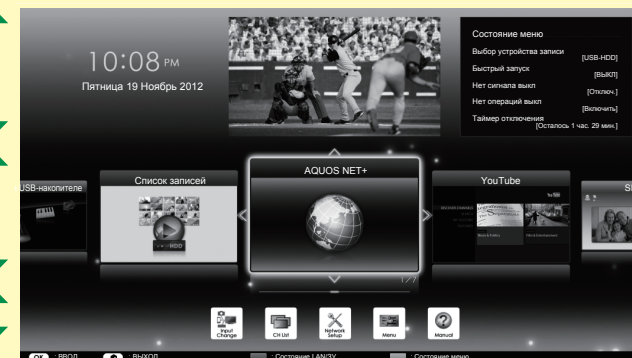 10:08 PM
Пятница 19 Ноябрь 2012
Состояние меню
Выбор устройства записи
[USB-HDD]
Быстрый запуск
[ВЫКЛ]
Нет сигнала выкл
[Отключ.]
Нет операций выкл
[Включить]
Таймер отключения
[Осталось 1 час. 29 мин.]
USB-накопителе
Список записей
AQUOS NET+
YouTube
HDD
1/7
Input Change
CH List
Network Setup
Menu
Manual
OK : ВВОД
: ВЫХОД
: Состояние LAN/ЗУ
: Состояние меню